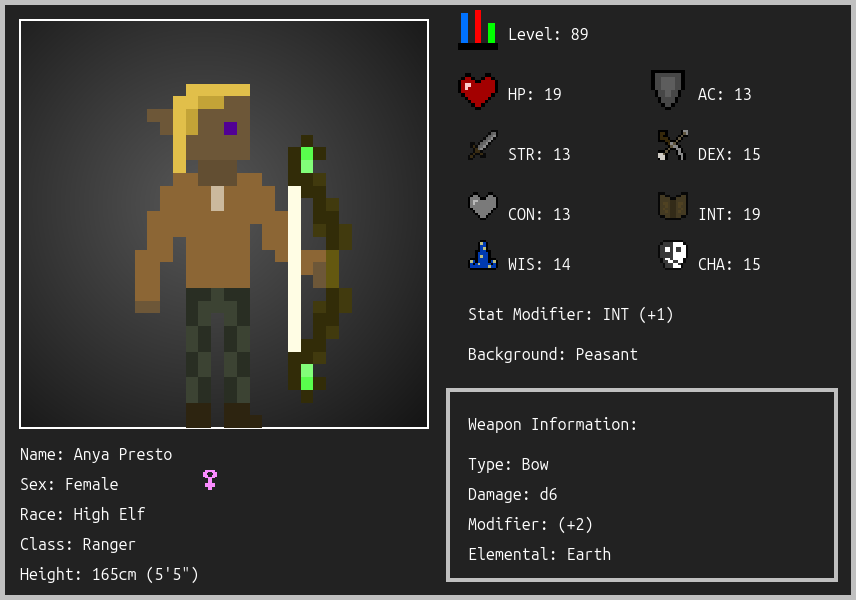 Level: 89
HP: 19
AC: 13
STR: 13
DEX: 15
CON: 13
INT: 19
WIS: 14
CHA: 15
Stat Modifier: INT (+1)
Background: Peasant
Weapon Information:
Type: Bow
Damage: d6
Modifier: (+2)
Elemental: Earth
Name: Anya Presto
Sex: Female
Race: High Elf
Class: Ranger
Height: 165cm (5'5")